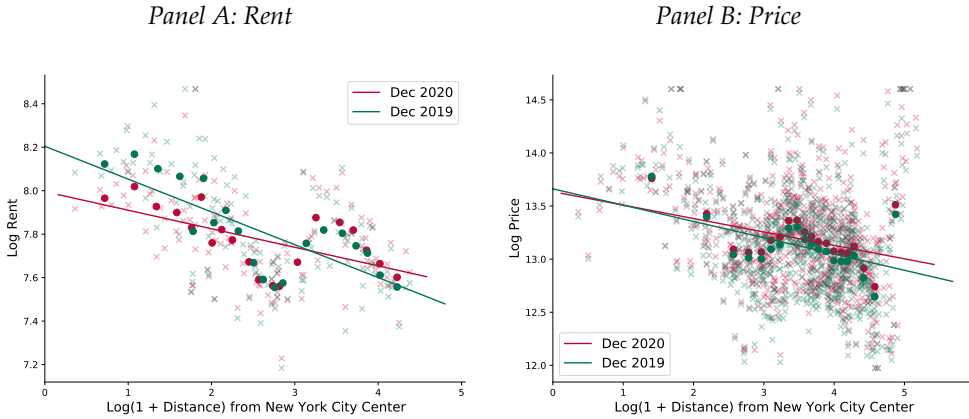 Panel A: Rent
Panel B: Price
Log Rent
8.4
8.2
8.0
7.8
7.6
7.4
7.2
0
1
2
3
4
5
Log(1 + Distance) from New York City Center
Dec 2020
Dec 2019
Log Price
14.5
14.0
13.5
13.0
12.5
12.0
0
1
2
3
4
5
Log(1 + Distance) from New York City Center
Dec 2020
Dec 2019